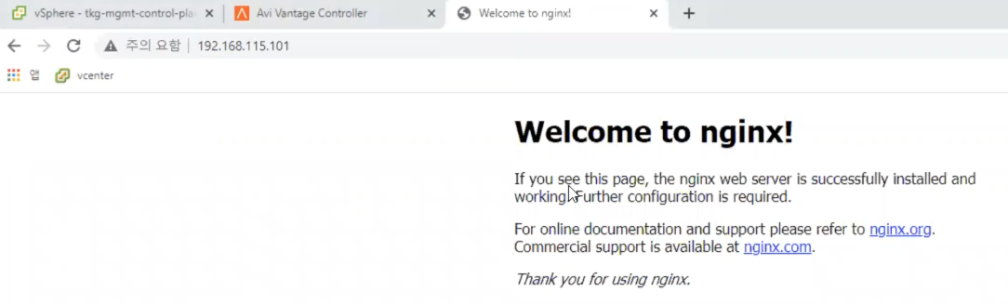 vSphere - tkg-mgmt-control-pla
Avi Vantage Controller
Welcome to nginx!
주의 요함
192.168.115.101
앱
vcenter
Welcome to nginx!
If you see this page, the nginx web server is successfully installed and
working. Further configuration is required.
For online documentation and support please refer to nginx.org.
Commercial support is available at nginx.com.
Thank you for using nginx.